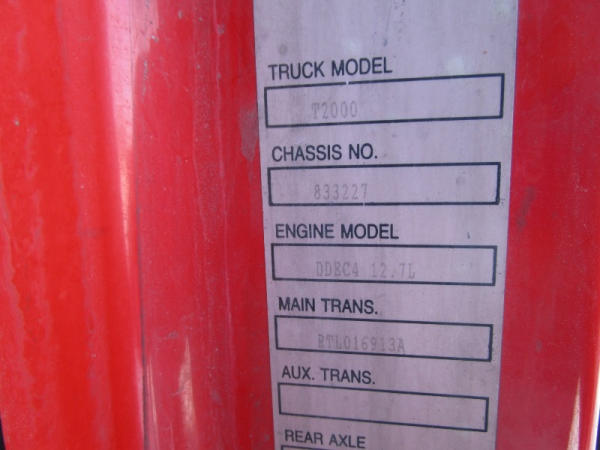 TRUCK MODEL
T2000
CHASSIS NO.
833227
ENGINE MODEL
DDEC4 12.7L
MAIN TRANS.
RTLO16913A
AUX. TRANS.
REAR AXLE